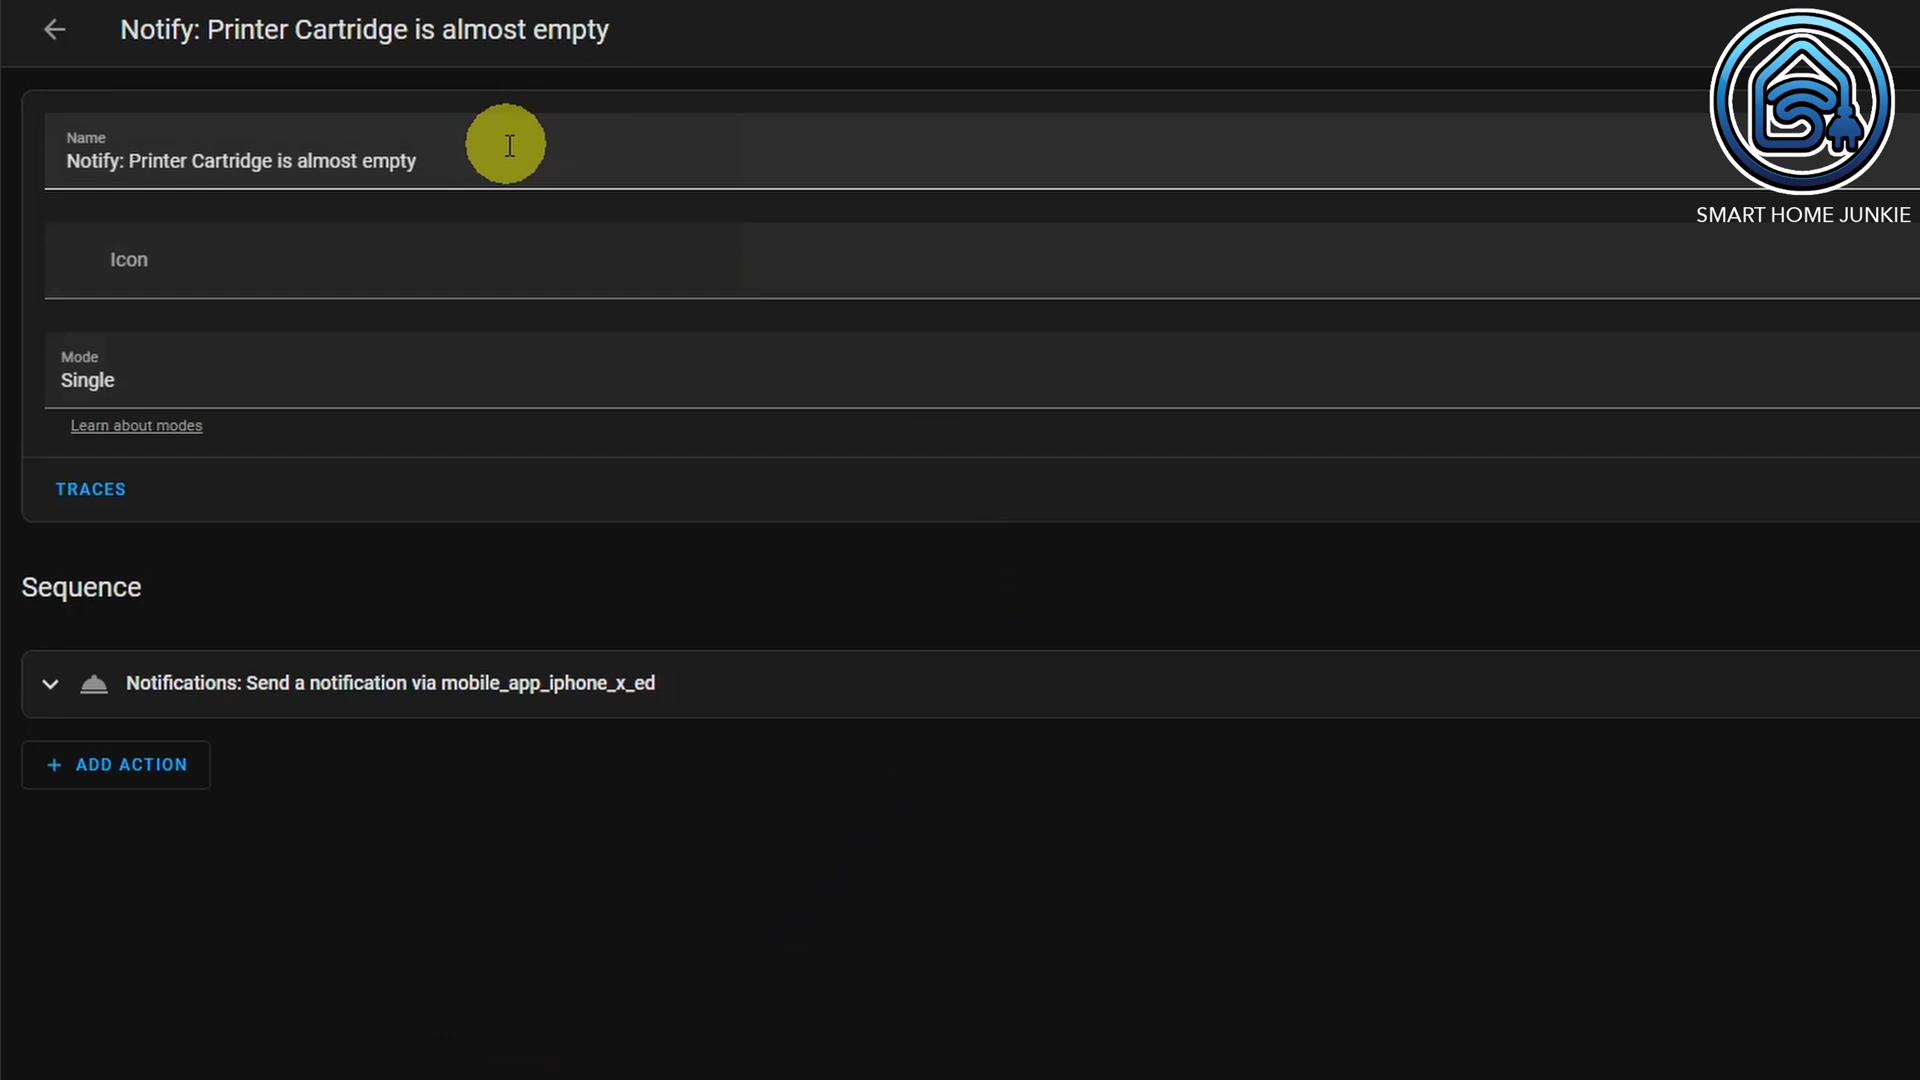 Notify: Printer Cartridge is almost empty
Name
Notify: Printer Cartridge is almost empty
SMART HOME JUNKIE
Icon
Mode
Single
Learn about modes
TRACES
Sequence
Notifications: Send a notification via mobile_app_iphone_x_ed
+ ADD ACTION